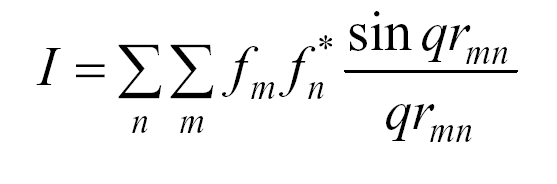 I = ∑ₙ ∑ₘ fₘ fₙ* (sin qrₘₙ)/(qrₘₙ)